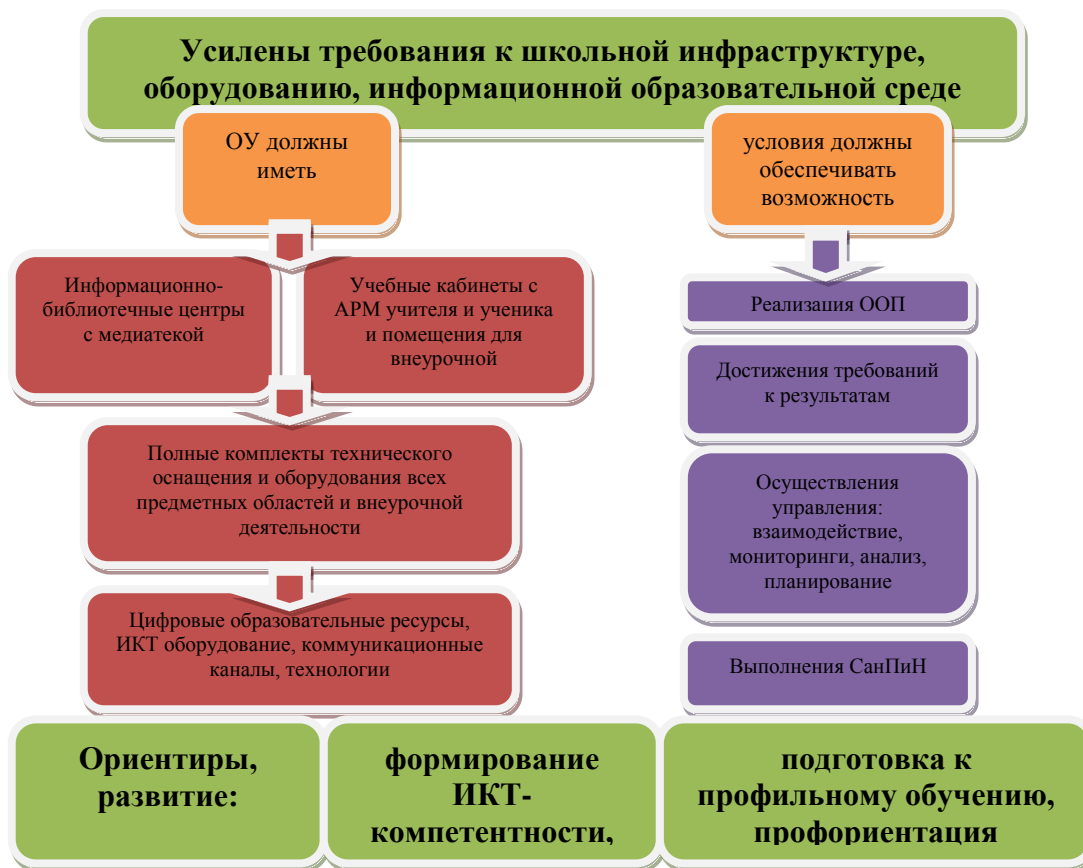 Усилены требования к школьной инфраструктуре,
оборудованию, информационной образовательной среде
ОУ должны
иметь
условия должны
обеспечивать
возможность
Информационно-
библиотечные центры
с медиатекой
Учебные кабинеты с
АРМ учителя и ученика
и помещения для
внеурочной
Полные комплекты технического
оснащения и оборудования всех
предметных областей и внеурочной
деятельности
Цифровые образовательные ресурсы,
ИКТ оборудование, коммуникационные
каналы, технологии
Реализация ООП
Достижения требований
к результатам
Осуществления
управления:
взаимодействие,
мониторинги, анализ,
планирование
Выполнения СанПиН
Ориентиры,
развитие:
формирование
ИКТ-
компетентности,
подготовка к
профильному обучению,
профориентация